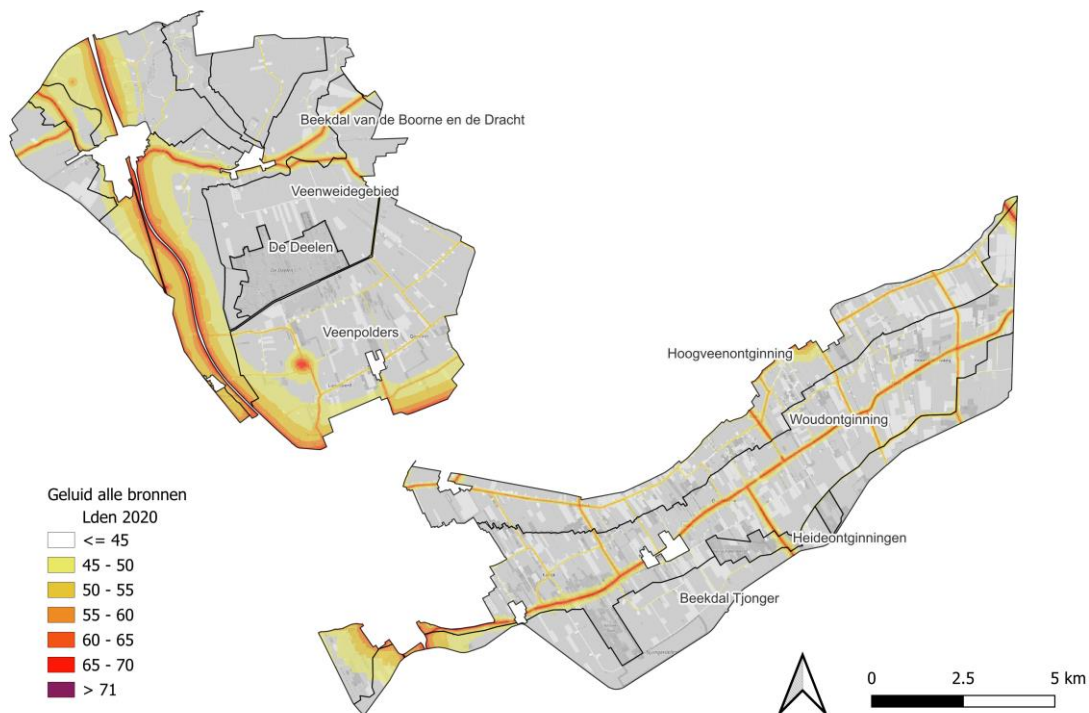 Beekdal van de Boorne en de Dracht
Veenweidegebied
De Deelen
De Deelen
Veenpolders
Hoogveenontginning
Woudontginning
Heideontginningen
Beekdal Tjonger
Geluid alle bronnen
Lden 2020
<= 45
45 - 50
50 - 55
55 - 60
60 - 65
65 - 70
> 71
0 2.5 5 km